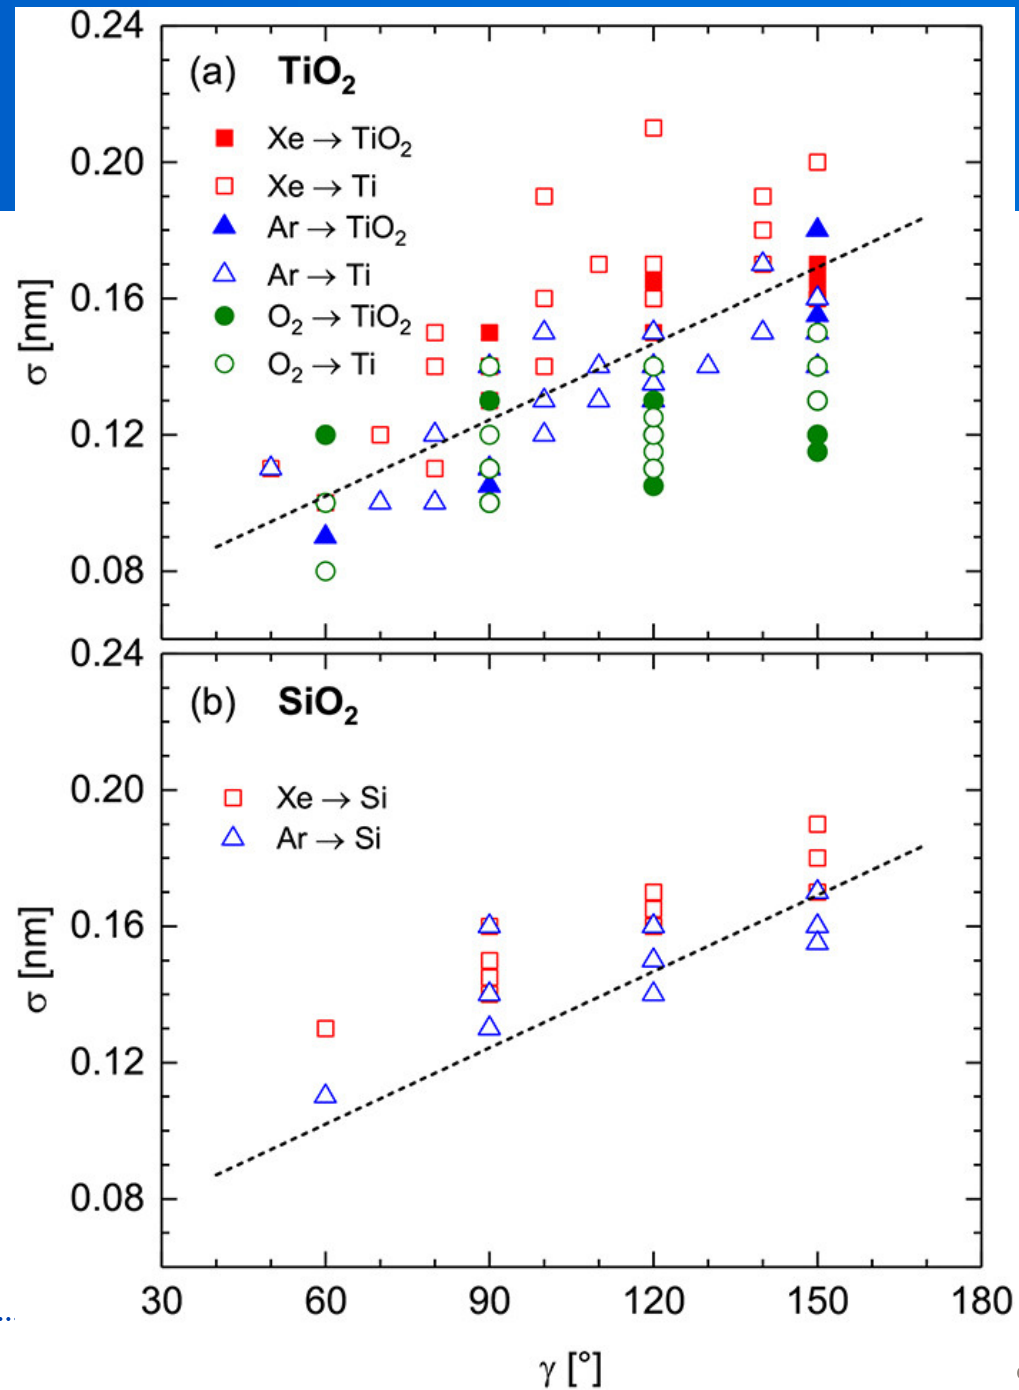 0.24
(a) TiO₂
Xe → TiO₂
0.20
Xe → Ti
Ar → TiO₂
Ar → Ti
0.16
O₂ → TiO₂
O₂ → Ti
σ [nm]
0.12
0.08
0.24
(b) SiO₂
0.20
Xe → Si
Ar → Si
0.16
σ [nm]
0.12
0.08
30 60 90 120 150 180
γ [°]